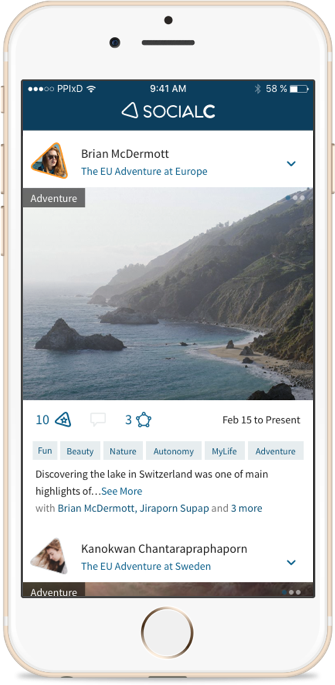 PPIxD 9:41 AM 58 %
SOCIALC
Brian McDermott
The EU Adventure at Europe
Adventure
10 3 Feb 15 to Present
Fun Beauty Nature Autonomy MyLife Adventure
Discovering the lake in Switzerland was one of main
highlights of...See More
with Brian McDermott, Jiraporn Supap and 3 more
Kanokwan Chantarapraphaporn
The EU Adventure at Sweden
Adventure